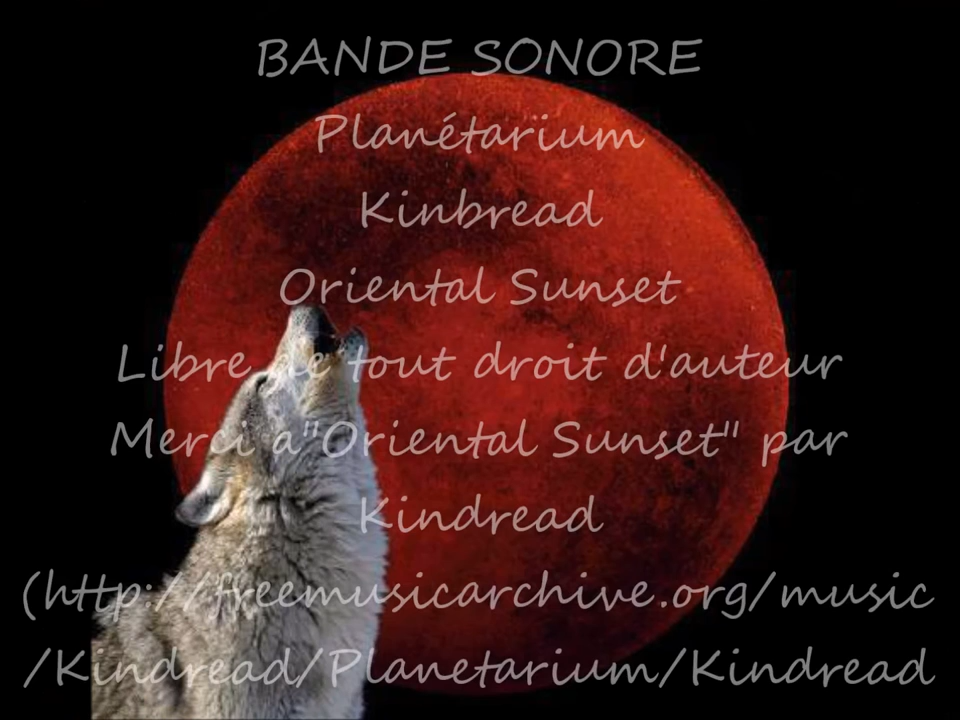 BANDE SONORE
Planétarïum
Kinbread
Oriental Sunset
Libre de tout droit d'auteur
Merci a"Oriental Sunset" par
Kindread
(http://freemusicarchive.org/music
/Kindread/Planetarium/Kindread